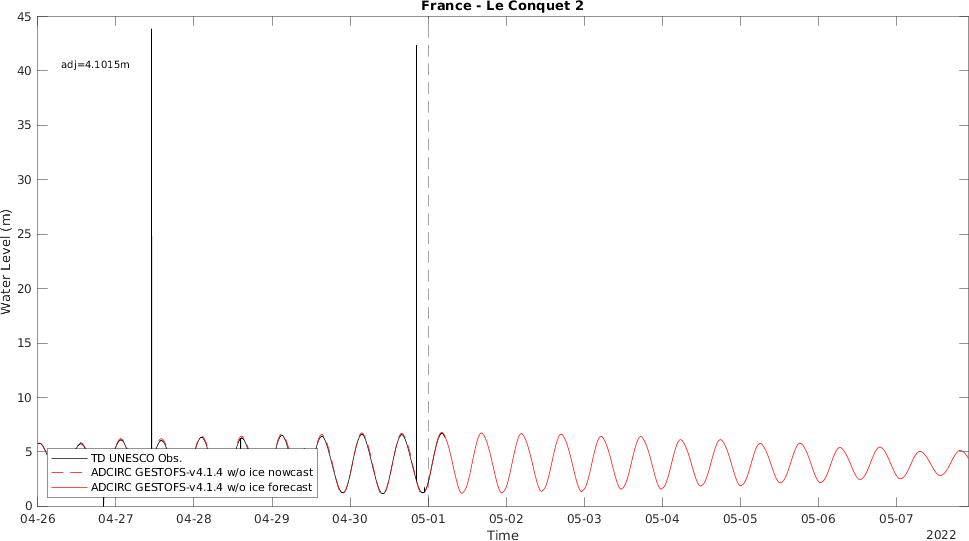 France - Le Conquet 2
adj=4.1015m
45
40
35
30
25
20
15
10
5
0
Water Level (m)
TD UNESCO Obs.
ADCIRC GESTOFS-v4.1.4 w/o ice nowcast
ADCIRC GESTOFS-v4.1.4 w/o ice forecast
04-26 04-27 04-28 04-29 04-30 05-01 05-02 05-03 05-04 05-05 05-06 05-07
Time
2022